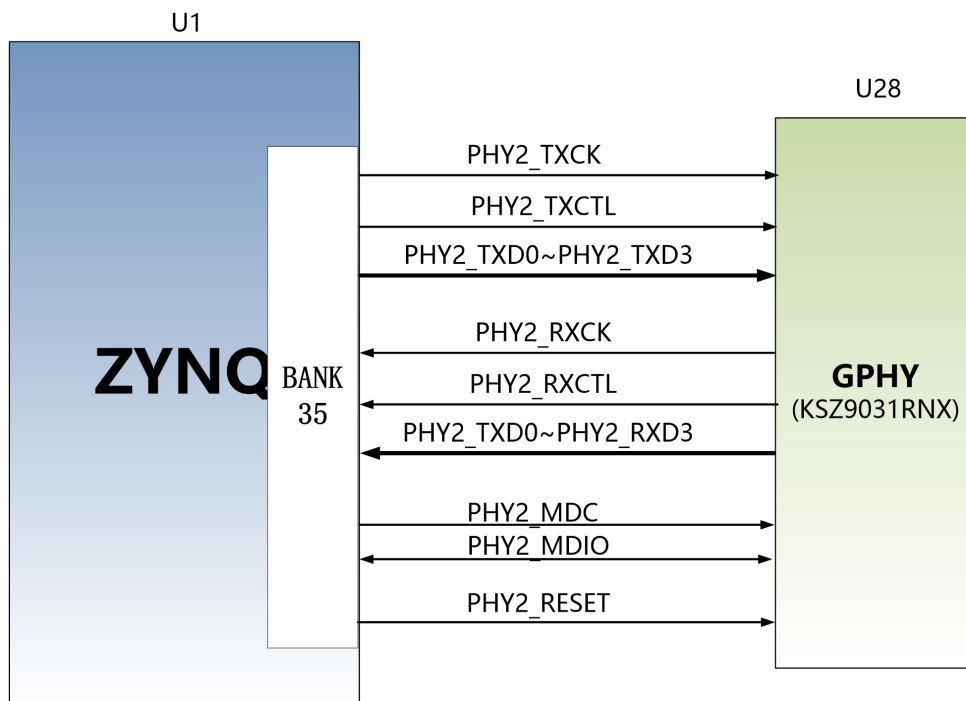 U1
U28
PHY2_TXCK
PHY2_TXCTL
PHY2_TXD0~PHY2_TXD3
PHY2_RXCK
PHY2_RXCTL
PHY2_TXD0~PHY2_RXD3
PHY2_MDC
PHY2_MDIO
PHY2_RESET
ZYNQ
BANK
35
GPHY
(KSZ9031RNX)